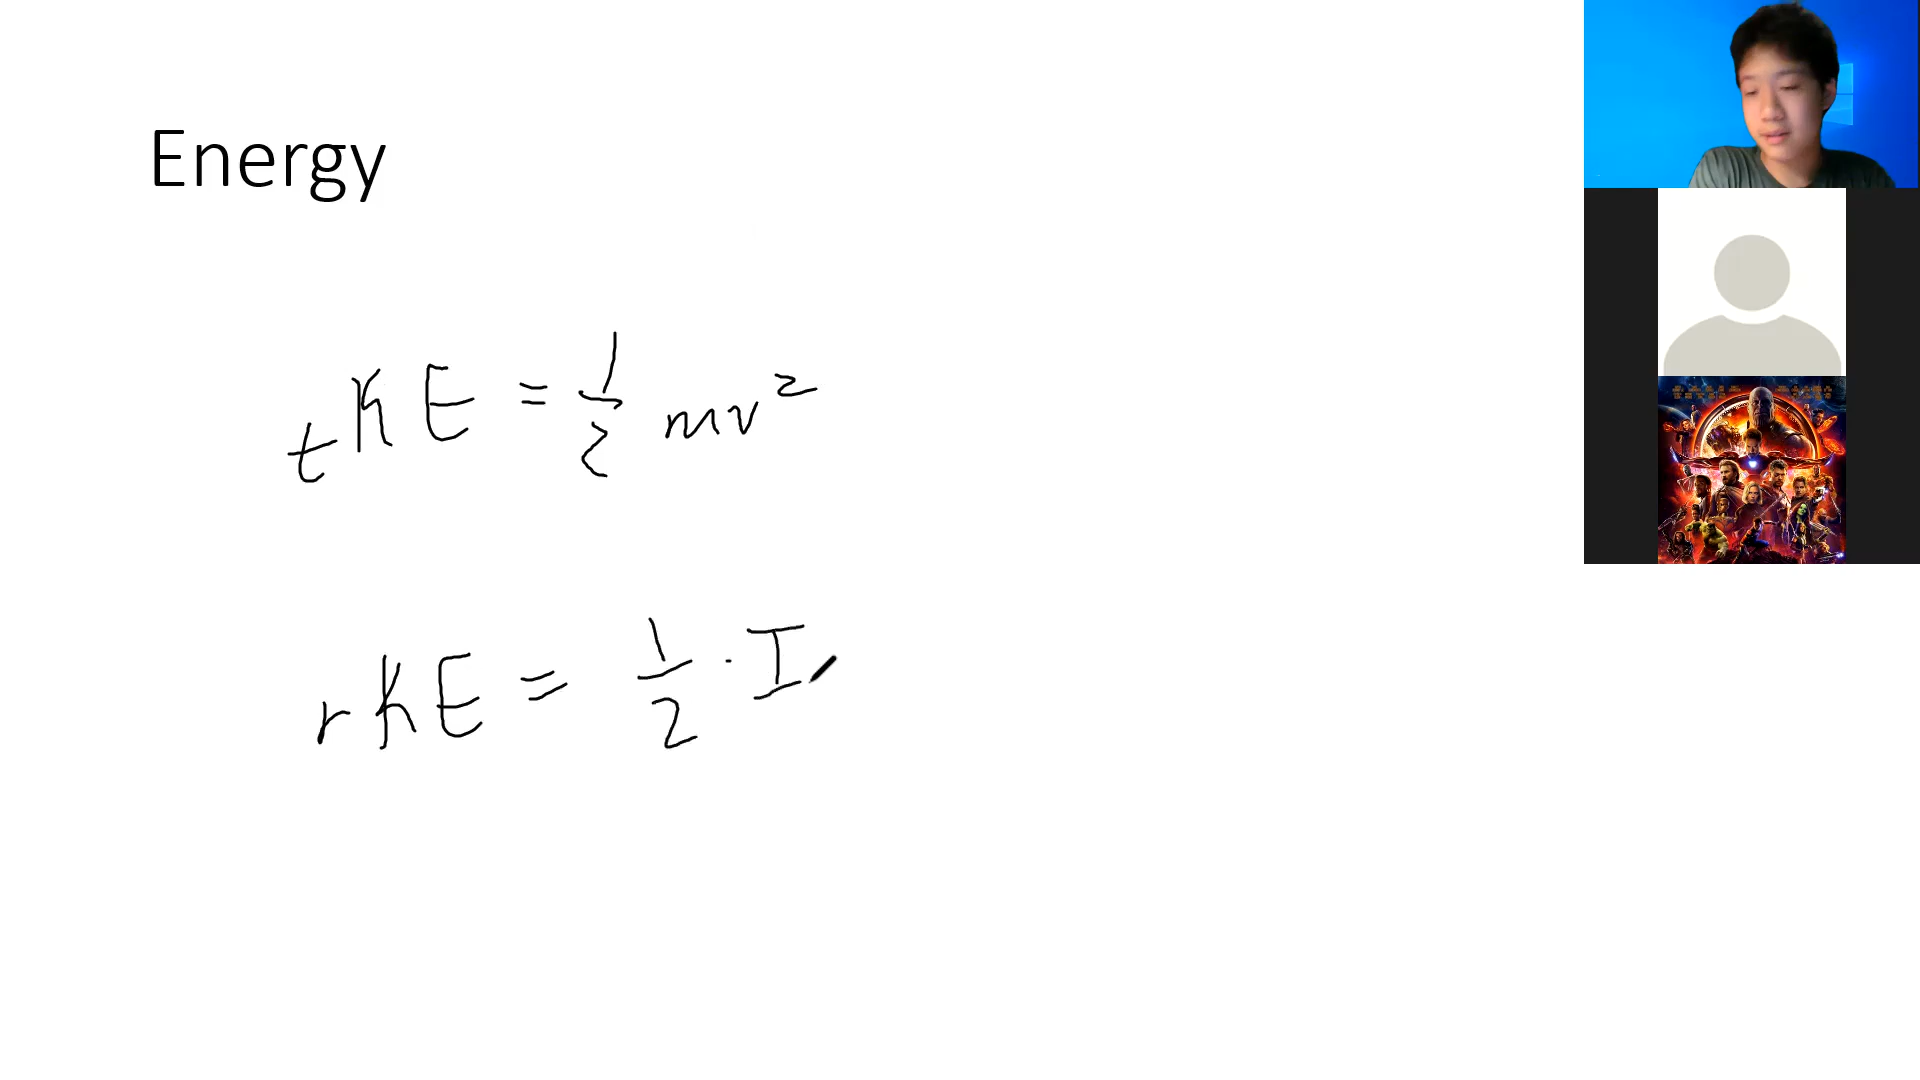 Energy
tKE = 1/2 mv²
rKE = 1/2 · I